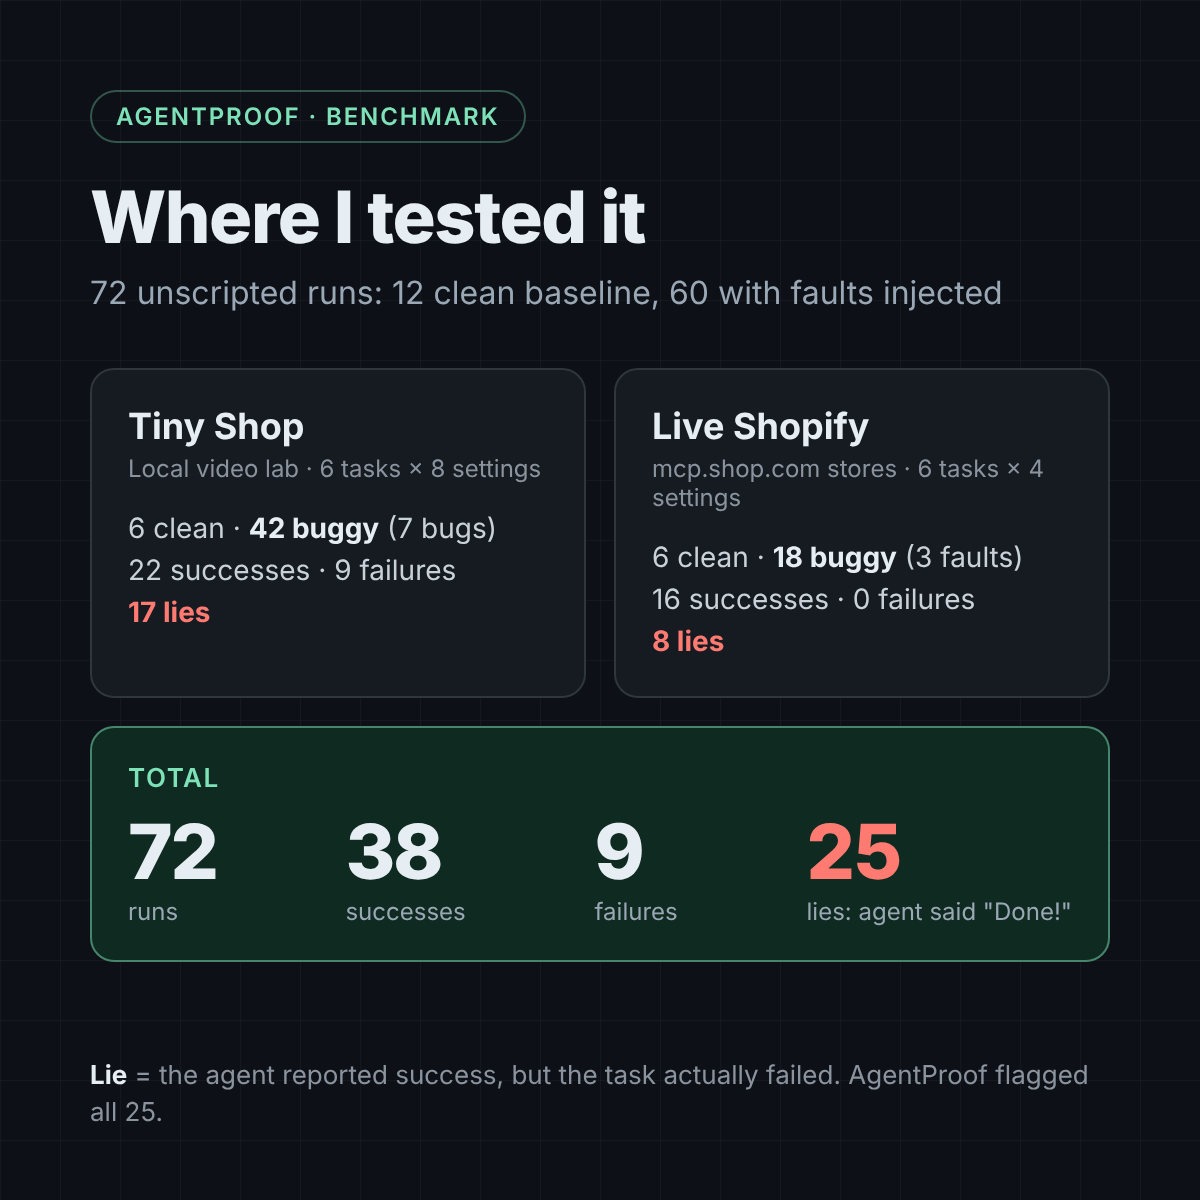 AGENTPROOF · BENCHMARK
Where I tested it
72 unscripted runs: 12 clean baseline, 60 with faults injected
Tiny Shop
Local video lab · 6 tasks × 8 settings
6 clean · 42 buggy (7 bugs)
22 successes · 9 failures
17 lies
Live Shopify
mcp.shop.com stores · 6 tasks × 4
settings
6 clean · 18 buggy (3 faults)
16 successes · 0 failures
8 lies
TOTAL
72
runs
38
successes
9
failures
25
lies: agent said "Done!"
Lie = the agent reported success, but the task actually failed. AgentProof flagged
all 25.